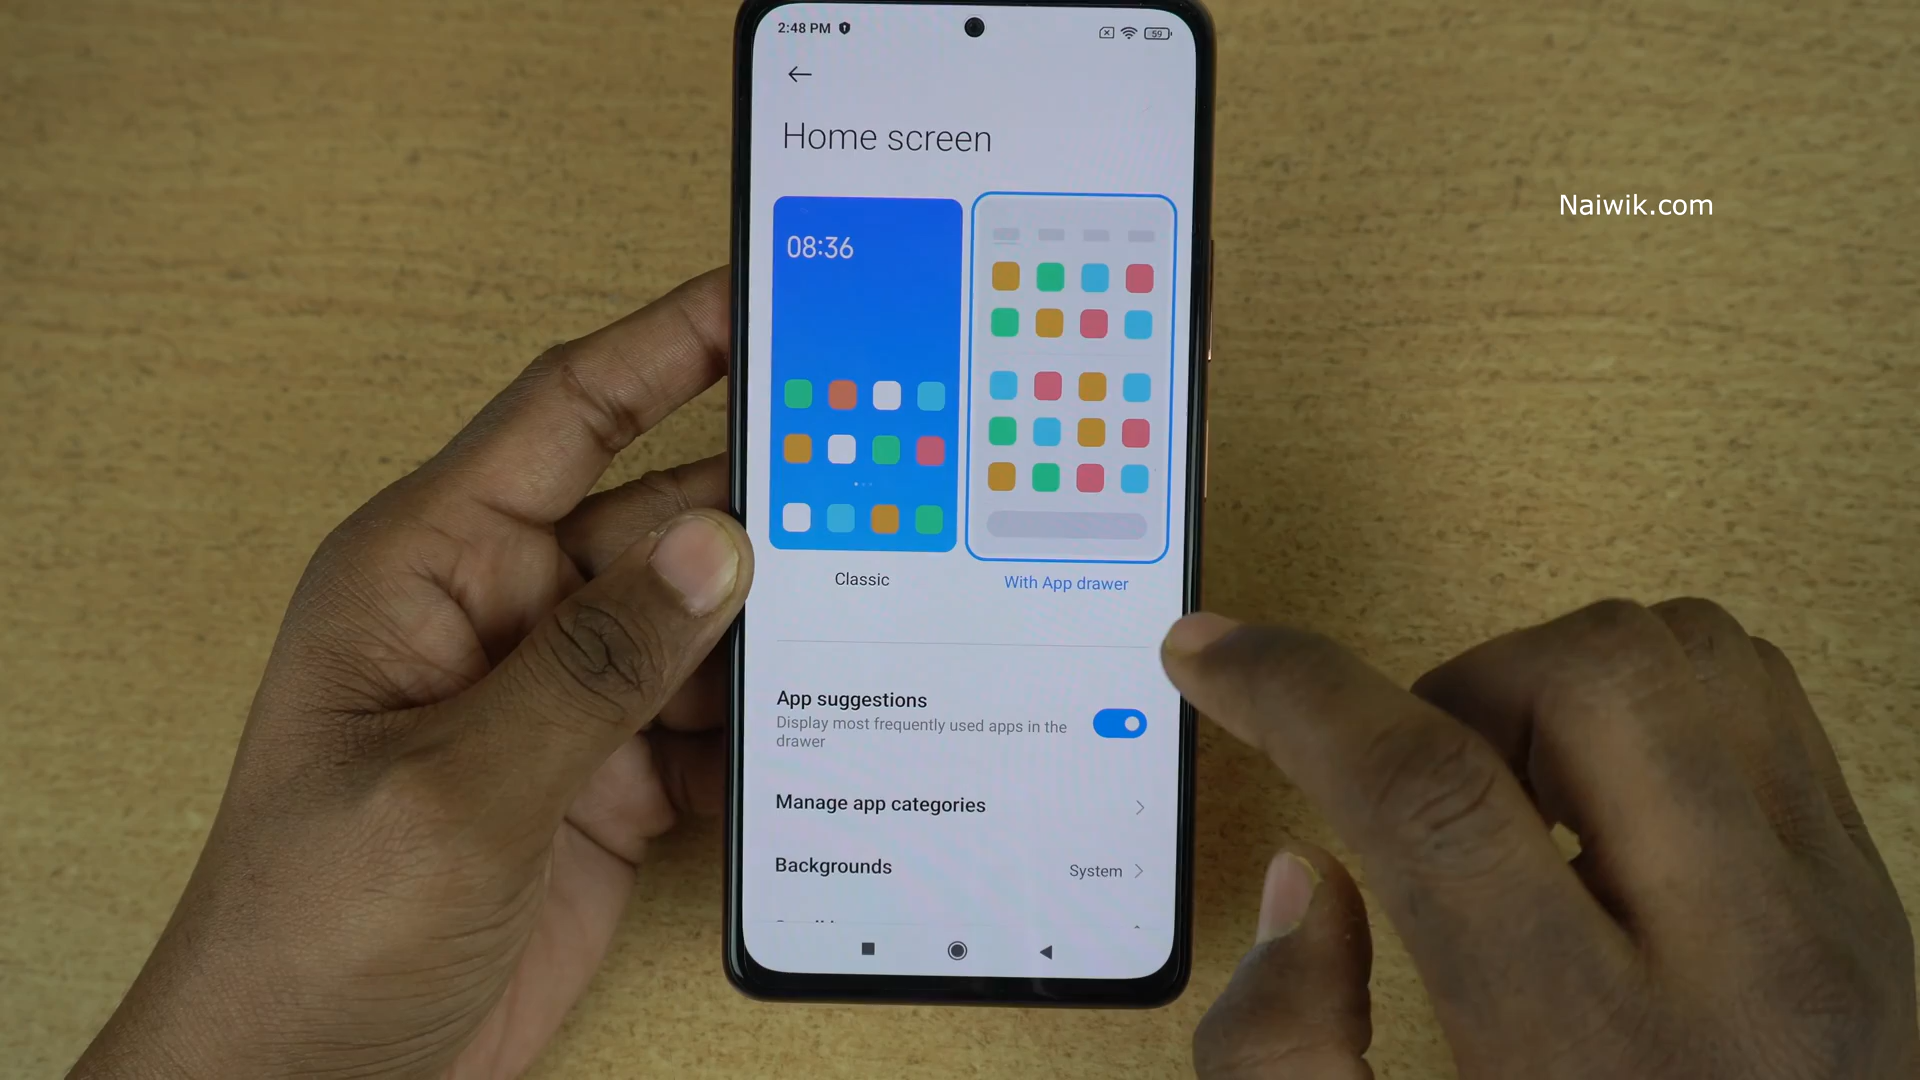 2:48 PM
59
Home screen
Naiwik.com
08:36
Classic
With App drawer
App suggestions
Display most frequently used apps in the
drawer
Manage app categories
Backgrounds
System